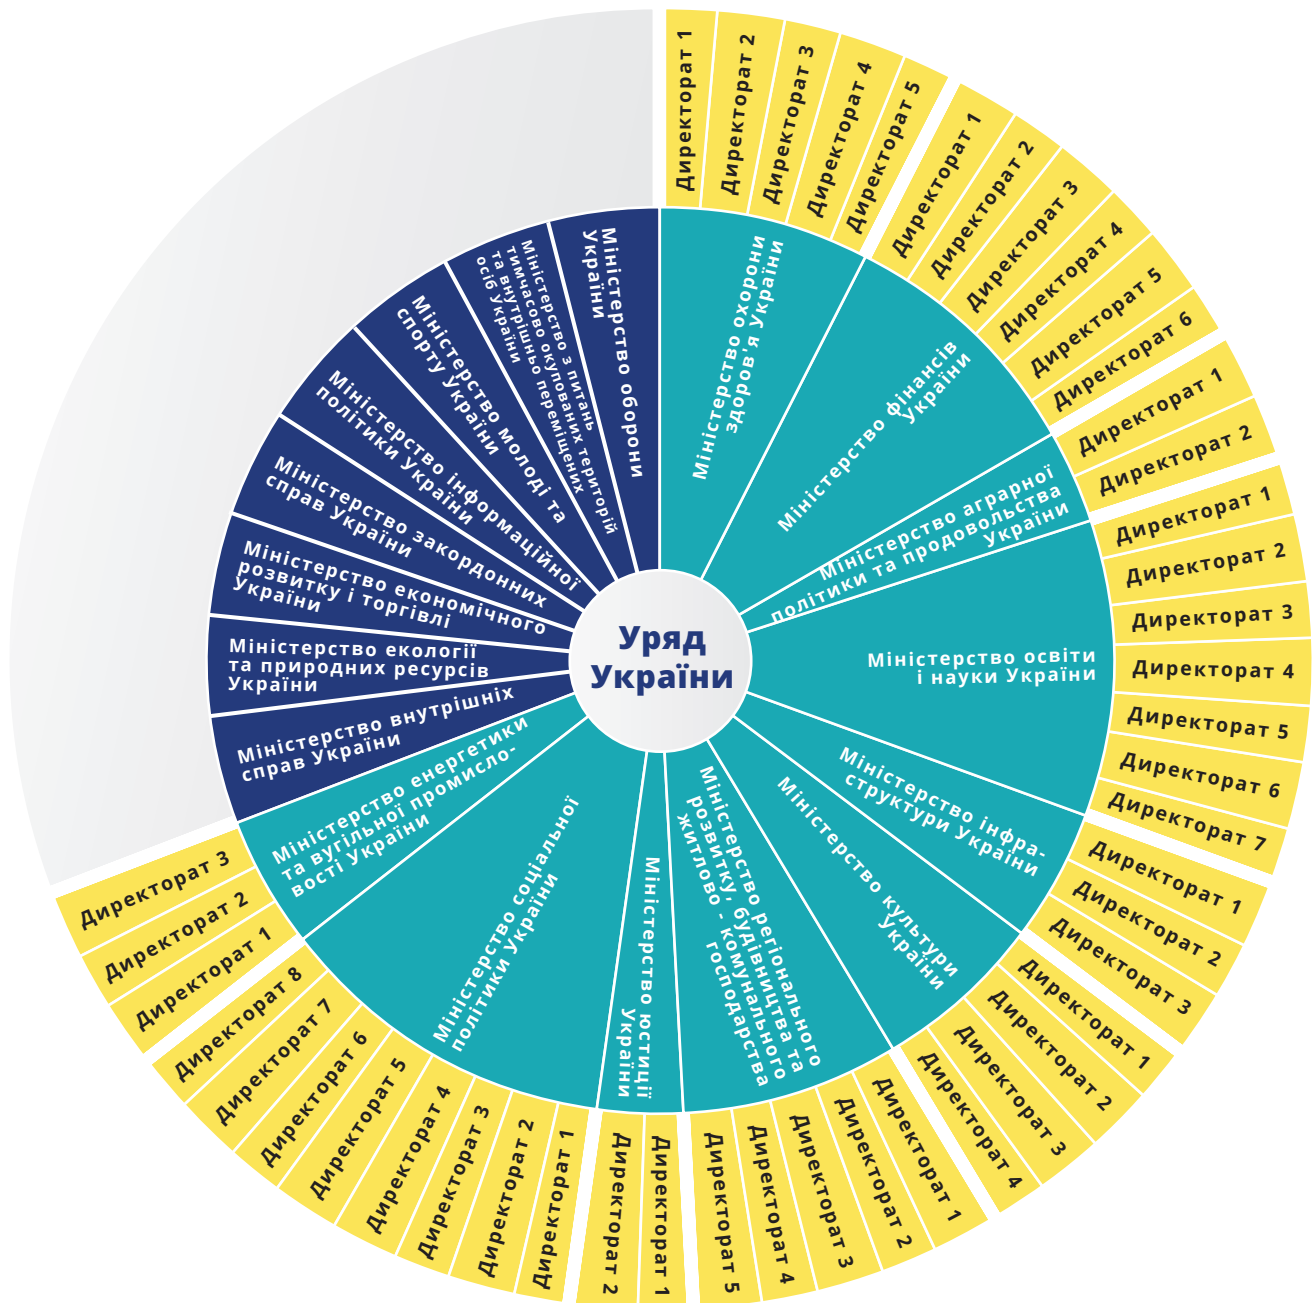 Уряд
України
Міністерство охорони
здоров'я України
Директорат 1
Директорат 2
Директорат 3
Директорат 4
Директорат 5
Міністерство фінансів
України
Директорат 1
Директорат 2
Директорат 3
Директорат 4
Директорат 5
Директорат 6
Міністерство аграрної
політики та продовольства
України
Директорат 1
Директорат 2
Міністерство освіти
і науки України
Директорат 1
Директорат 2
Директорат 3
Директорат 4
Директорат 5
Директорат 6
Директорат 7
Міністерство інфра-
структури України
Директорат 1
Директорат 2
Директорат 3
Міністерство культури
України
Директорат 1
Директорат 2
Директорат 3
Директорат 4
Міністерство регіонального
розвитку, будівництва та
житлово - комунального
господарства
Директорат 1
Директорат 2
Директорат 3
Директорат 4
Директорат 5
Міністерство юстиції
України
Директорат 1
Директорат 2
Міністерство соціальної
політики України
Директорат 1
Директорат 2
Директорат 3
Директорат 4
Директорат 5
Директорат 6
Директорат 7
Директорат 8
Міністерство енергетики
та вугільної промисло-
вості України
Директорат 1
Директорат 2
Директорат 3
Міністерство внутрішніх
справ України
Міністерство екології
та природних ресурсів
України
Міністерство економічного
розвитку і торгівлі
України
Міністерство закордонних
справ України
Міністерство інформаційної
політики України
Міністерство молоді та
спорту України
Міністерство з питань
тимчасово окупованих територій
та внутрішньо переміщених
осіб України
Міністерство оборони
України